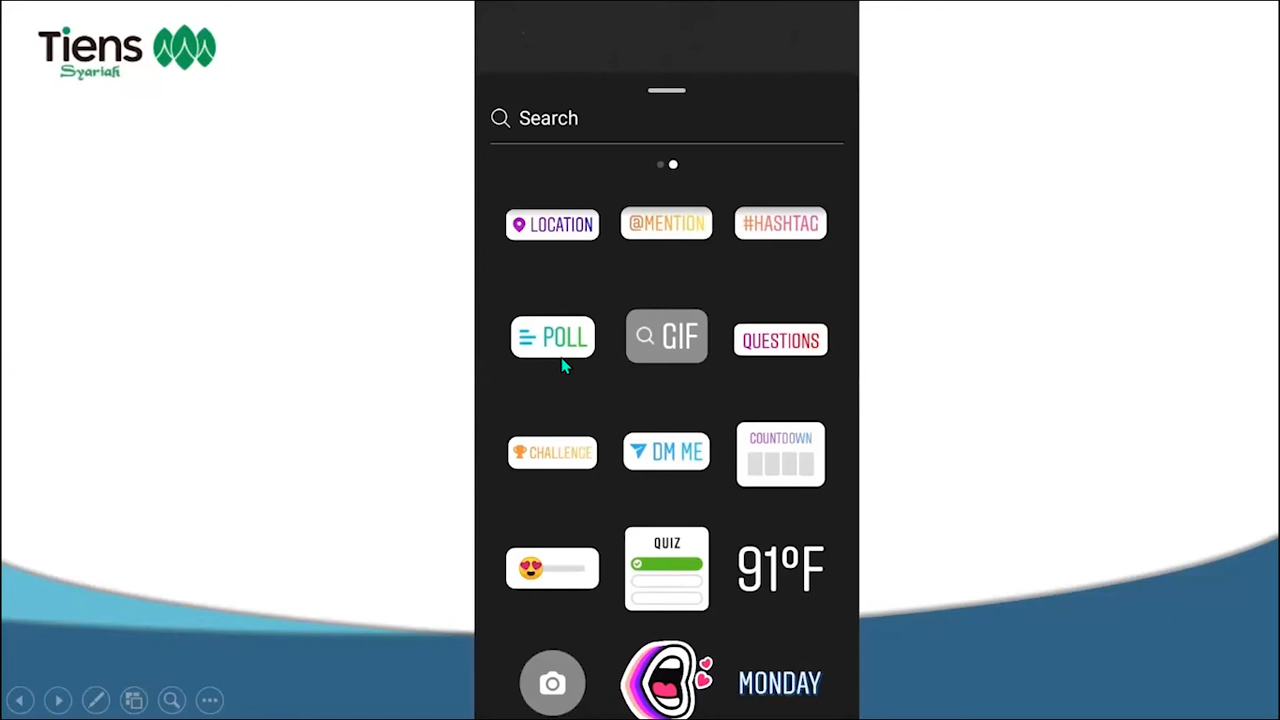 Tiens
Syariah
Search
LOCATION
@MENTION
#HASHTAG
POLL
GIF
QUESTIONS
CHALLENGE
DM ME
COUNTDOWN
QUIZ
91°F
MONDAY